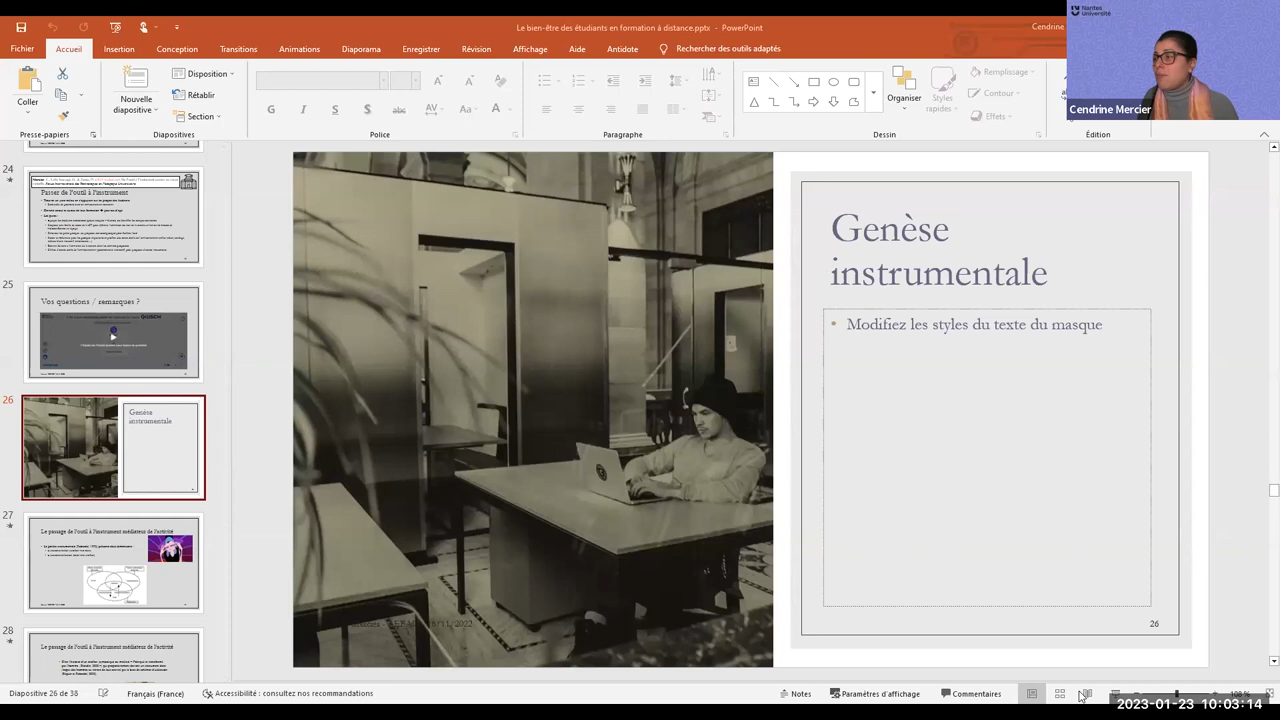 Le bien-être des étudiants en formation à distance.pptx - PowerPoint
Cendrine
Nantes
Université
Fichier
Accueil
Insertion
Conception
Transitions
Animations
Diaporama
Enregistrer
Révision
Affichage
Aide
Antidote
Rechercher des outils adaptés
Coller
Nouvelle
diapositive
Disposition
Rétablir
Section
Organiser
Styles
rapides
Remplissage
Contour
Effets
Presse-papiers
Diapositives
Police
Paragraphe
Dessin
Édition
Cendrine Mercier
24
Passer de l'outil à l'instrument
25
Vos questions / remarques ?
26
Genèse
instrumentale
27
Le passage de l'outil à l'instrument médiateur de l'activité
28
Le passage de l'outil à l'instrument médiateur de l'activité
Genèse
instrumentale
Modifiez les styles du texte du masque
26
Diapositive 26 de 38
Français (France)
Accessibilité : consultez nos recommandations
Notes
Paramètres d'affichage
Commentaires
108 %
2023-01-23 10:03:14